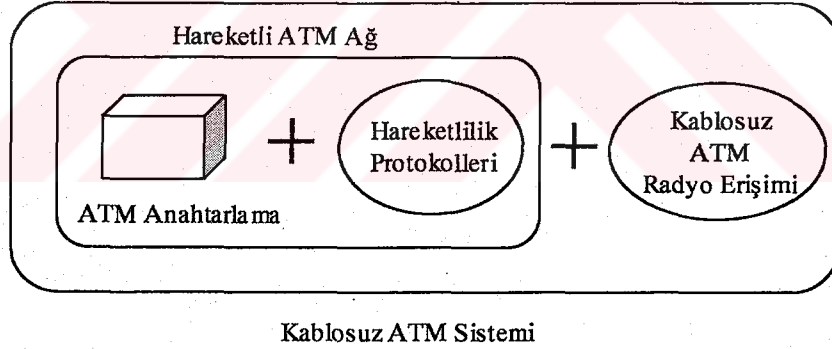 Hareketli ATM Ağ
ATM Anahtarlama
+
Hareketlilik
Protokolleri
+
Kablosuz
ATM
Radyo Erişimi
Kablosuz ATM Sistemi